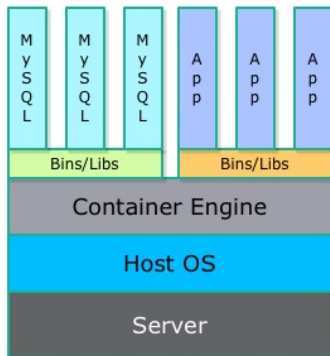 MySQL
MySQL
MySQL
App
App
App
Bins/Libs
Bins/Libs
Container Engine
Host OS
Server